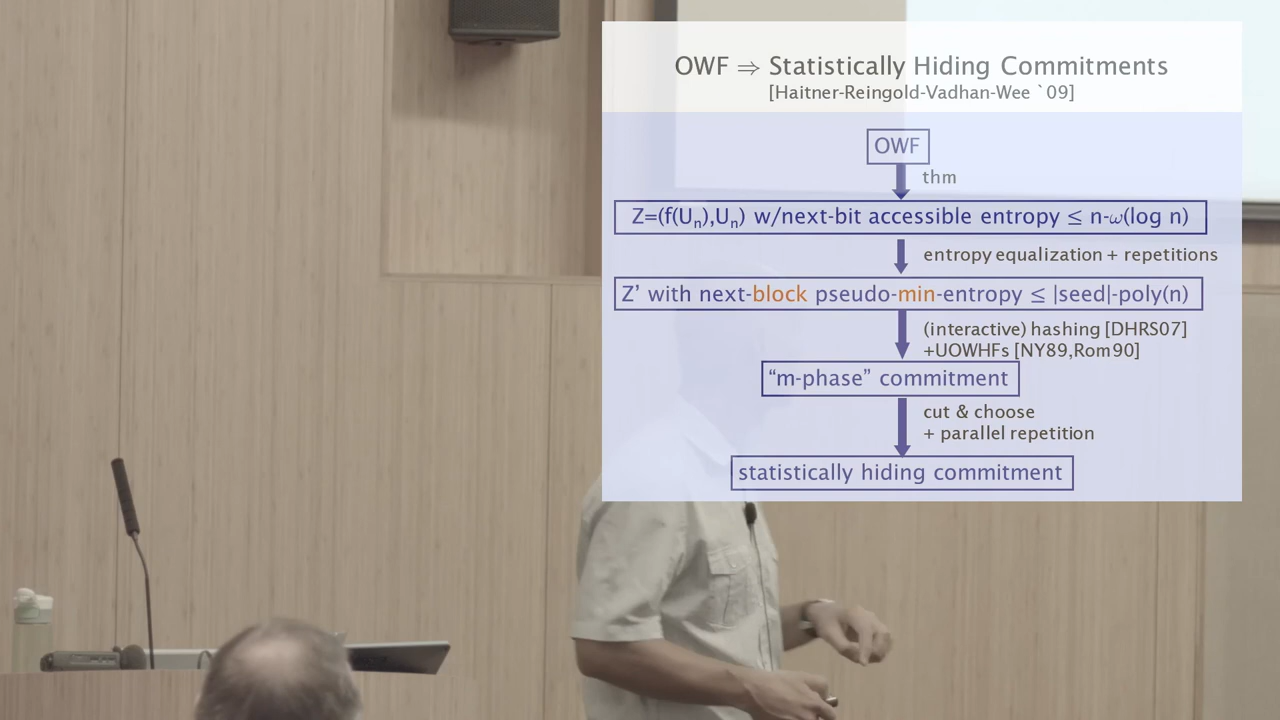 OWF ⇒ Statistically Hiding Commitments
[Haitner-Reingold-Vadhan-Wee `09]
OWF
thm
Z=(f(Uₙ),Uₙ) w/next-bit accessible entropy ≤ n-ω(log n)
entropy equalization + repetitions
Z' with next-block pseudo-min-entropy ≤ |seed|-poly(n)
(interactive) hashing [DHRS07]
+UOWHFs [NY89,Rom90]
"m-phase" commitment
cut & choose
+ parallel repetition
statistically hiding commitment